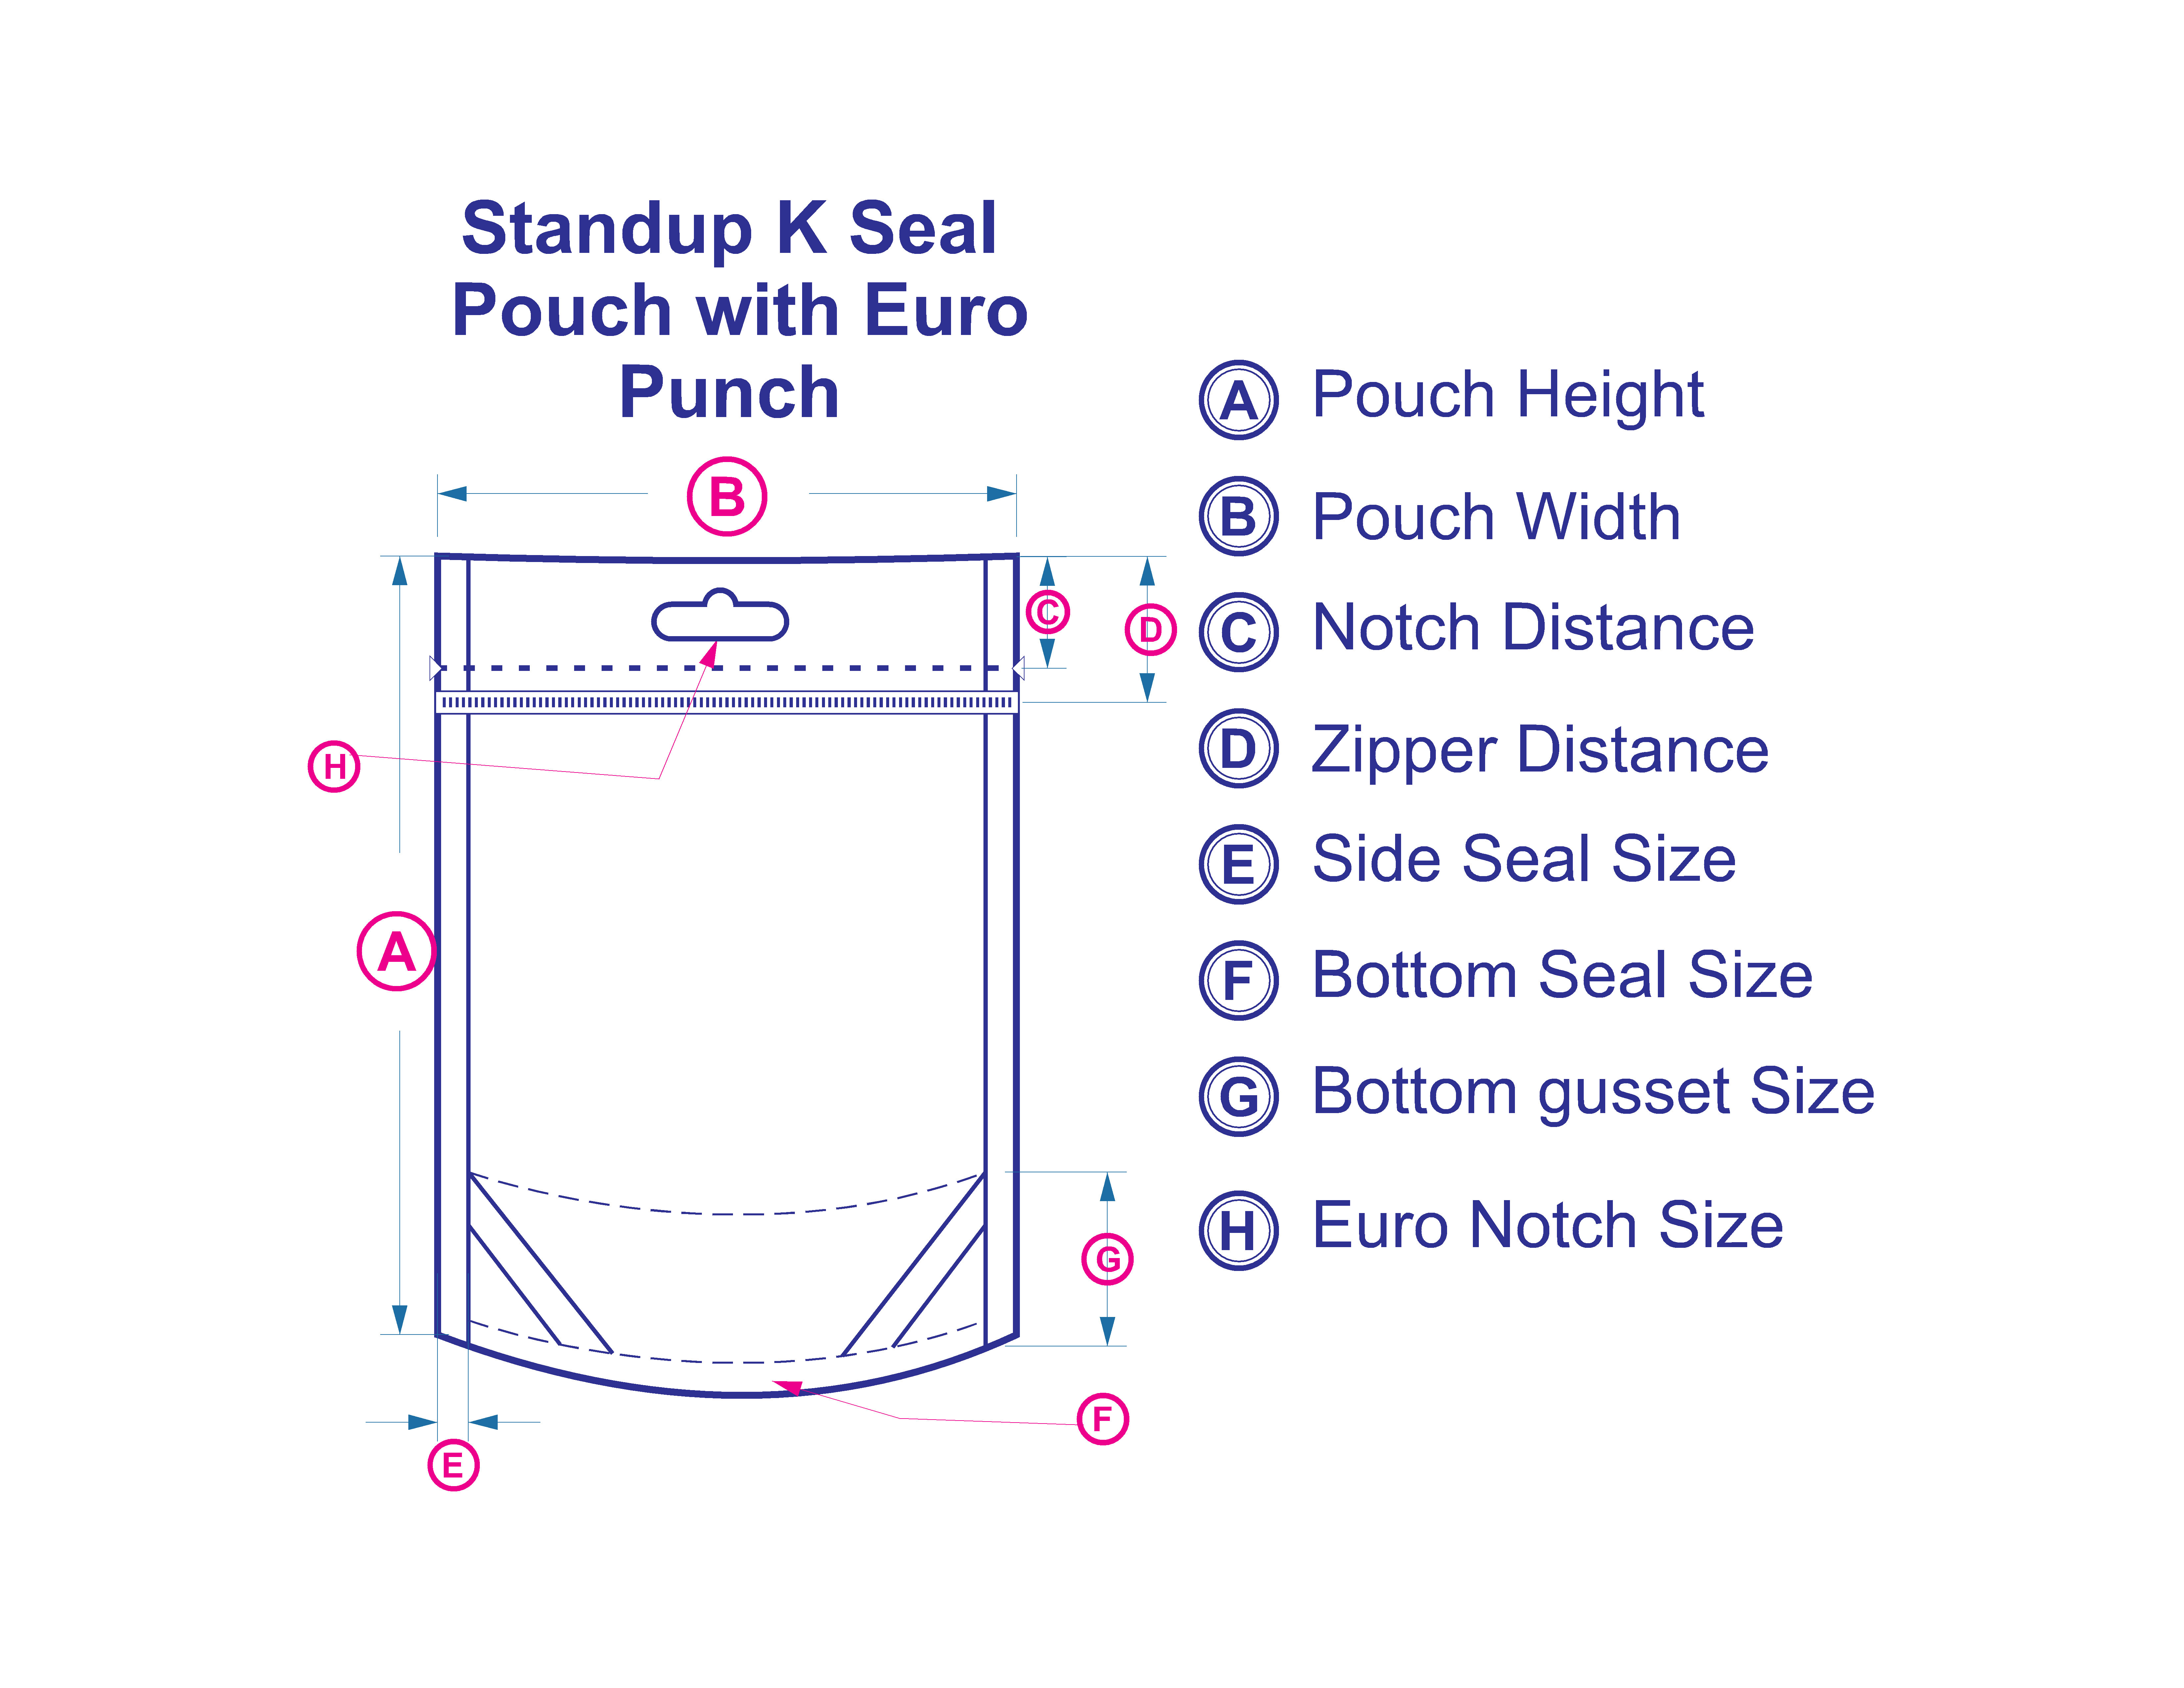 Standup K Seal
Pouch with Euro
Punch
B
C
D
H
A
G
F
E
A Pouch Height
B Pouch Width
C Notch Distance
D Zipper Distance
E Side Seal Size
F Bottom Seal Size
G Bottom gusset Size
H Euro Notch Size